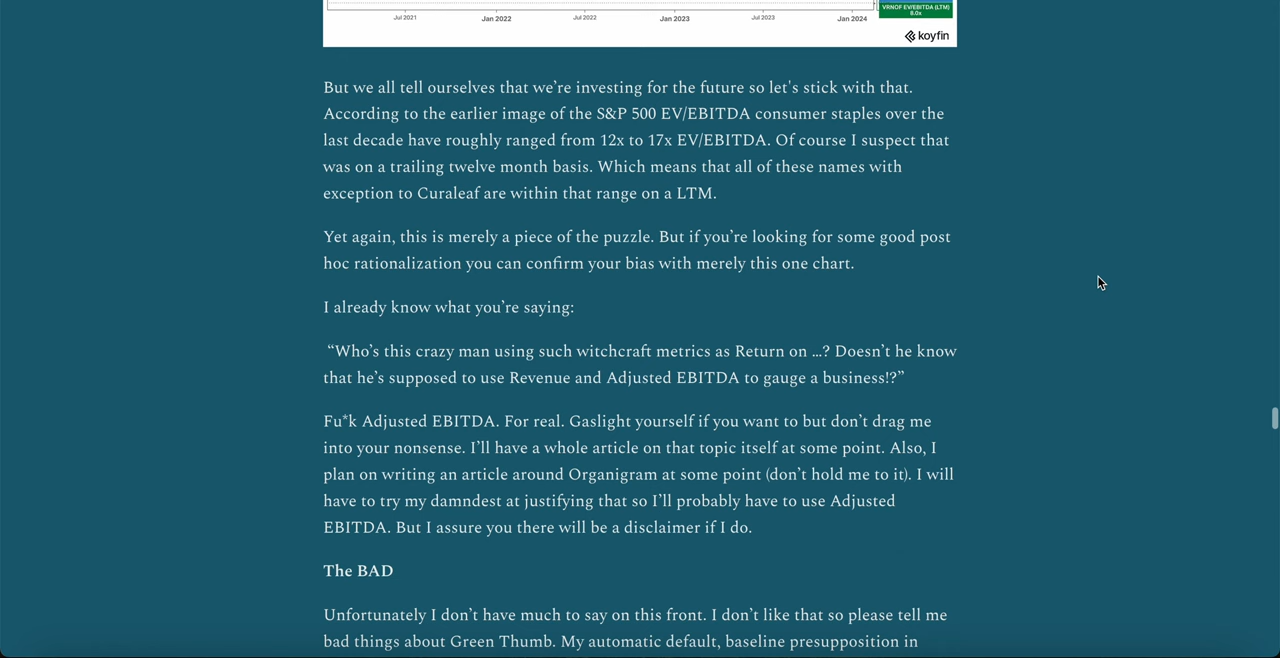 VRNOF EV/EBITDA (LTM)
8.0x
Jul 2021 Jan 2022 Jul 2022 Jan 2023 Jul 2023 Jan 2024
koyfin
But we all tell ourselves that we’re investing for the future so let's stick with that.
According to the earlier image of the S&P 500 EV/EBITDA consumer staples over the
last decade have roughly ranged from 12x to 17x EV/EBITDA. Of course I suspect that
was on a trailing twelve month basis. Which means that all of these names with
exception to Curaleaf are within that range on a LTM.
Yet again, this is merely a piece of the puzzle. But if you’re looking for some good post
hoc rationalization you can confirm your bias with merely this one chart.
I already know what you’re saying:
“Who’s this crazy man using such witchcraft metrics as Return on …? Doesn’t he know
that he’s supposed to use Revenue and Adjusted EBITDA to gauge a business!?”
Fu*k Adjusted EBITDA. For real. Gaslight yourself if you want to but don’t drag me
into your nonsense. I’ll have a whole article on that topic itself at some point. Also, I
plan on writing an article around Organigram at some point (don’t hold me to it). I will
have to try my damndest at justifying that so I’ll probably have to use Adjusted
EBITDA. But I assure you there will be a disclaimer if I do.
The BAD
Unfortunately I don’t have much to say on this front. I don’t like that so please tell me
bad things about Green Thumb. My automatic default, baseline presupposition in